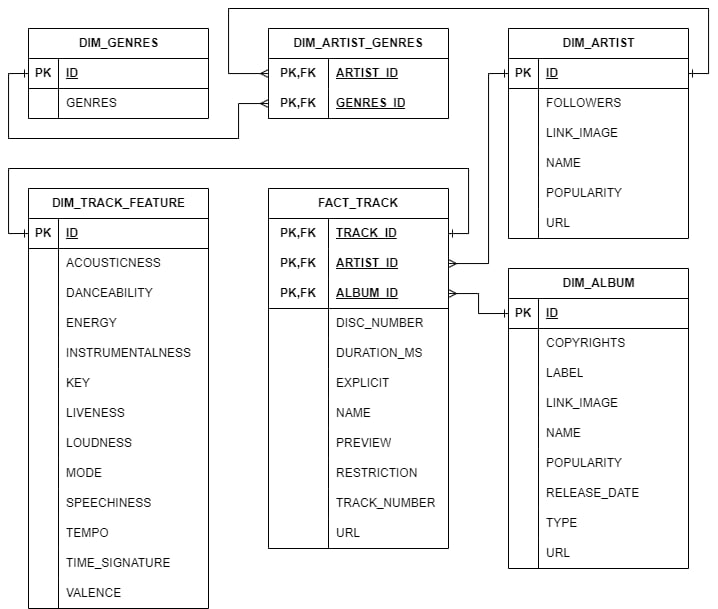 DIM_GENRES
PK ID
GENRES
DIM_ARTIST_GENRES
PK,FK ARTIST_ID
PK,FK GENRES_ID
DIM_ARTIST
PK ID
FOLLOWERS
LINK_IMAGE
NAME
POPULARITY
URL
DIM_TRACK_FEATURE
PK ID
ACOUSTICNESS
DANCEABILITY
ENERGY
INSTRUMENTALNESS
KEY
LIVENESS
LOUDNESS
MODE
SPEECHINESS
TEMPO
TIME_SIGNATURE
VALENCE
FACT_TRACK
PK,FK TRACK_ID
PK,FK ARTIST_ID
PK,FK ALBUM_ID
DISC_NUMBER
DURATION_MS
EXPLICIT
NAME
PREVIEW
RESTRICTION
TRACK_NUMBER
URL
DIM_ALBUM
PK ID
COPYRIGHTS
LABEL
LINK_IMAGE
NAME
POPULARITY
RELEASE_DATE
TYPE
URL